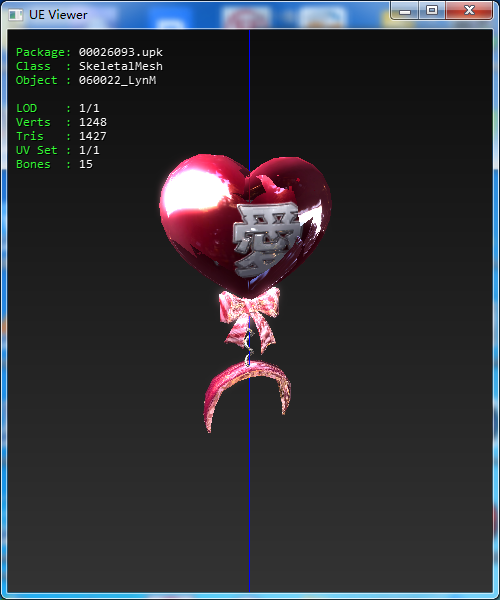 UE Viewer
Package: 00026093.upk
Class : SkeletalMesh
Object : 060022_LynM
LOD : 1/1
Verts : 1248
Tris : 1427
UV Set : 1/1
Bones : 15
愛